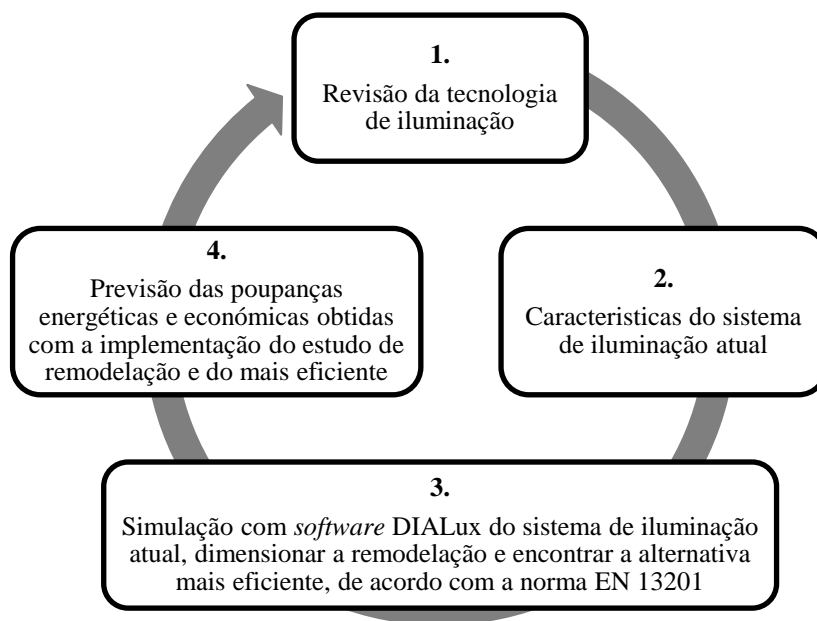 1.
Revisão da tecnologia
de iluminação
2.
Caracteristicas do sistema
de iluminação atual
3.
Simulação com software DIALux do sistema de iluminação
atual, dimensionar a remodelação e encontrar a alternativa
mais eficiente, de acordo com a norma EN 13201
4.
Previsão das poupanças
energéticas e económicas obtidas
com a implementação do estudo de
remodelação e do mais eficiente